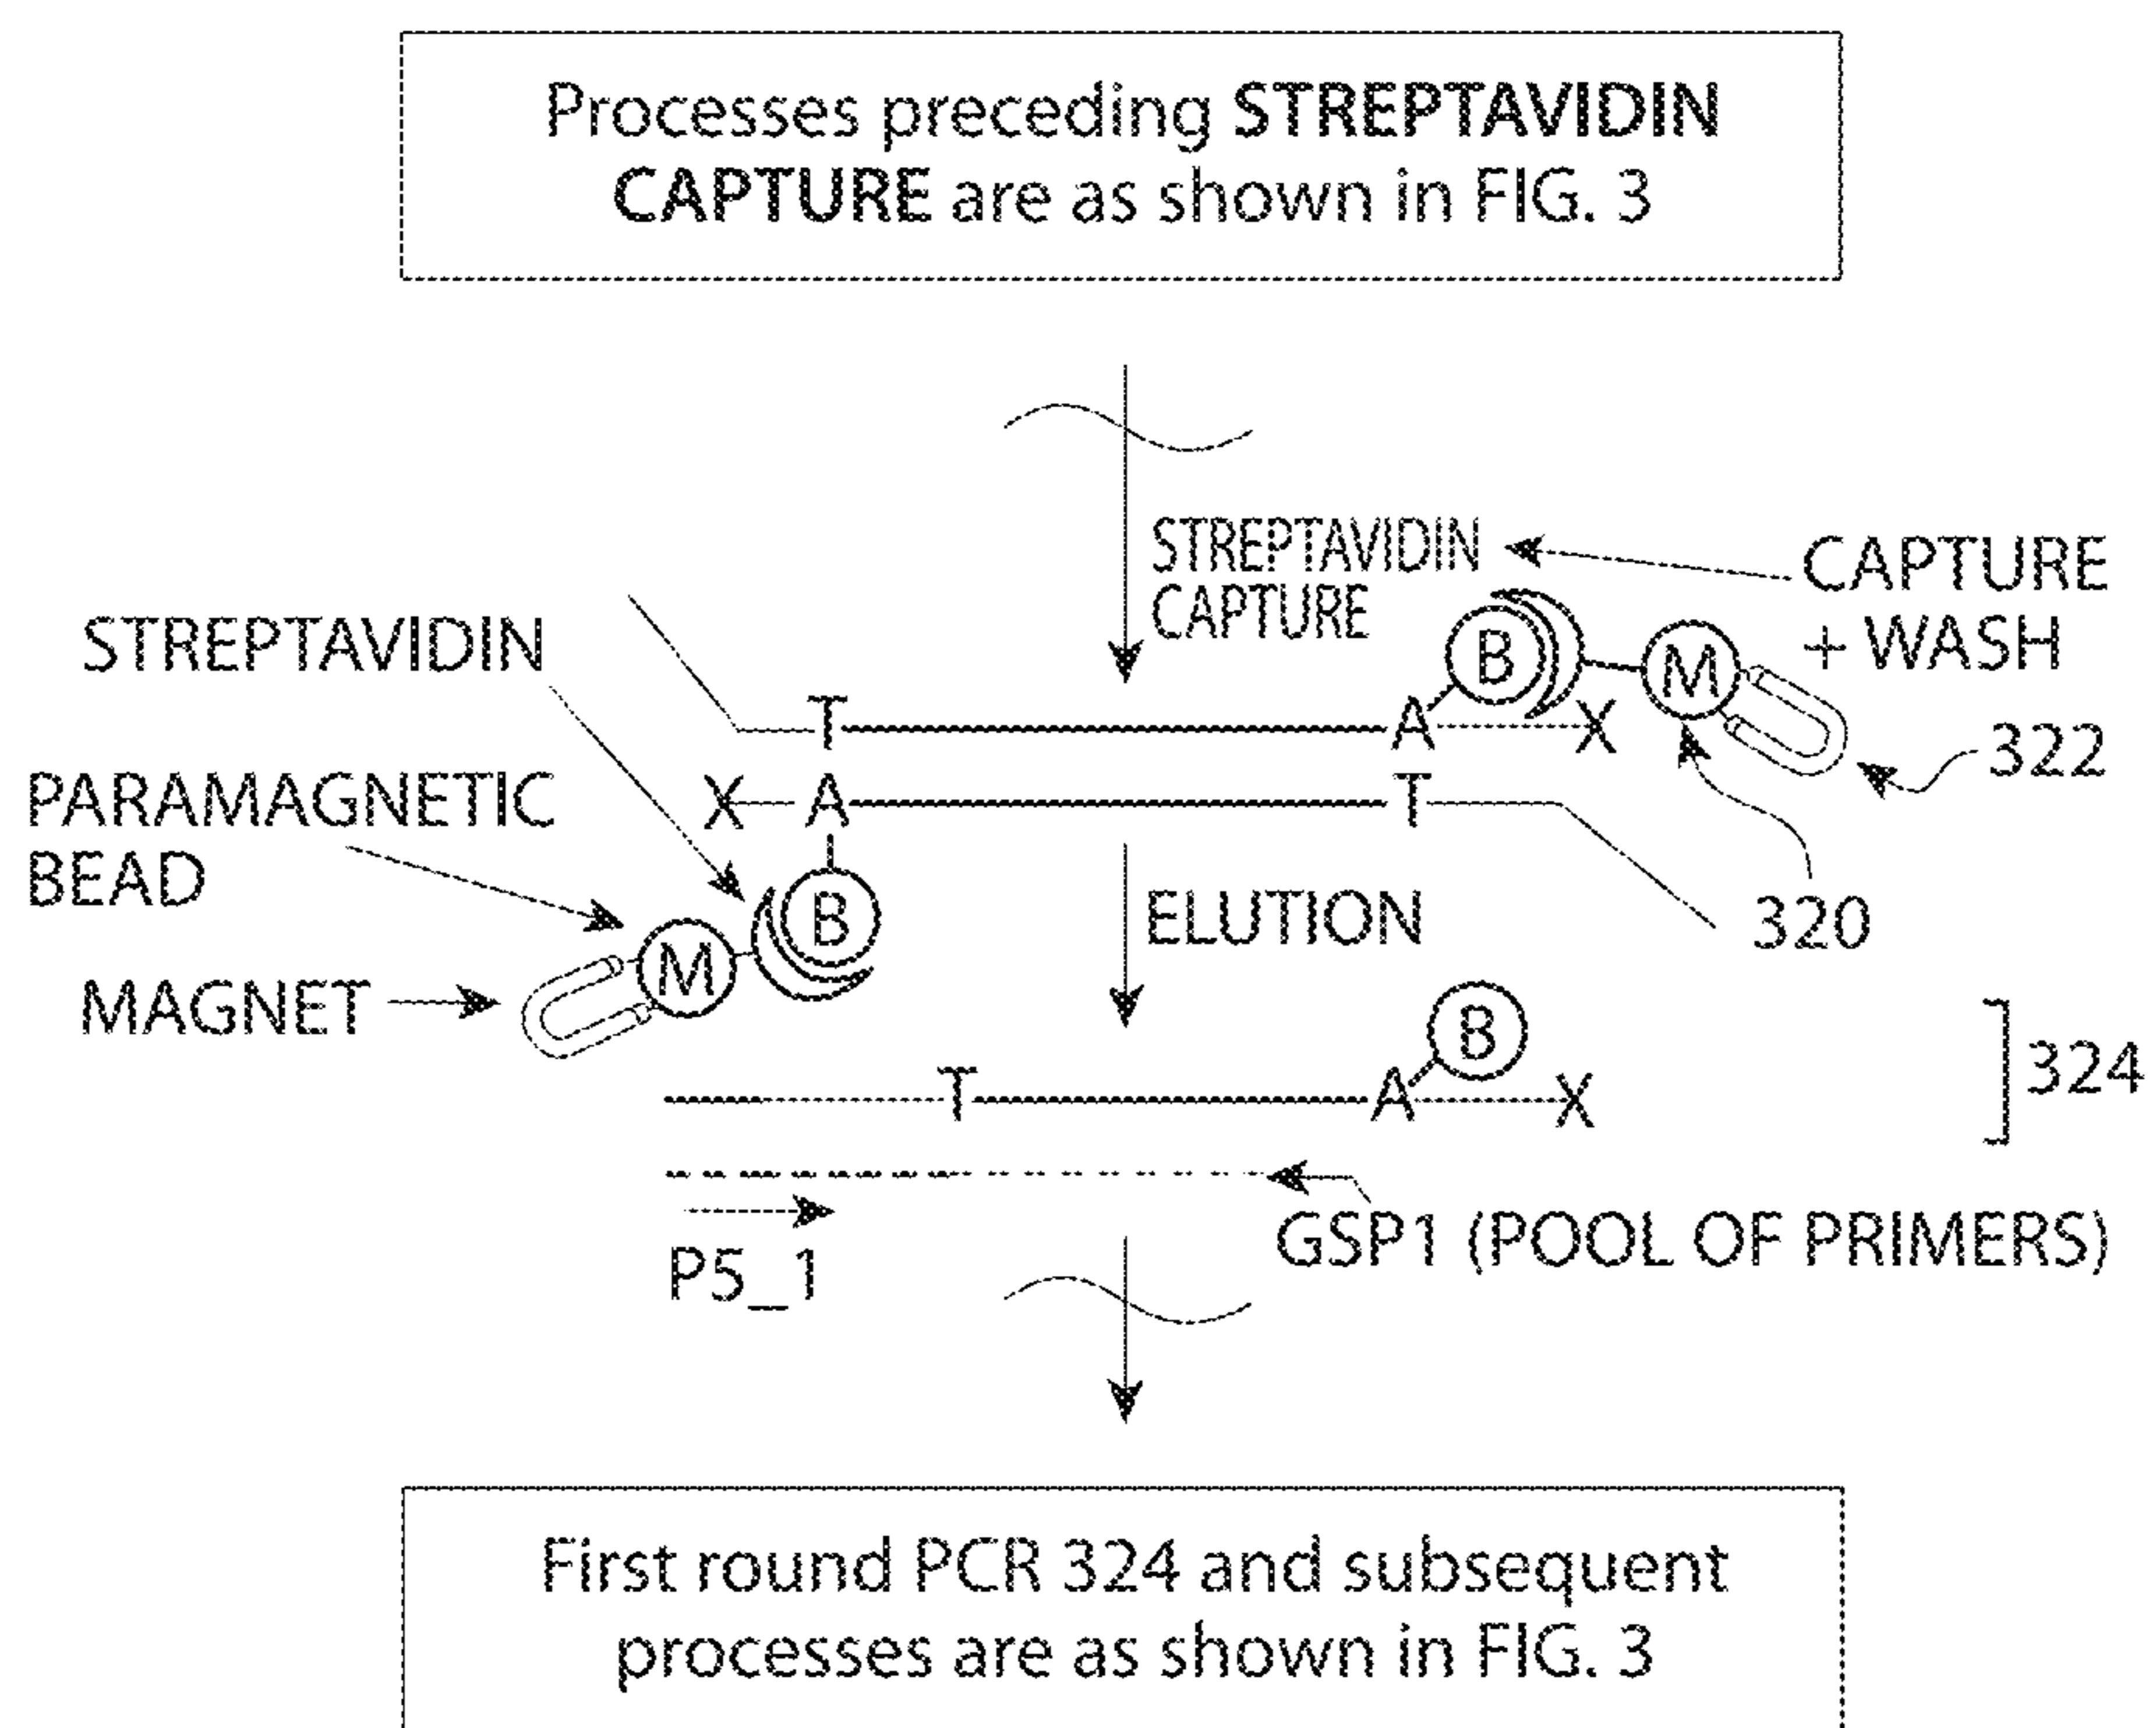 Processes preceding STREPTAVIDIN
CAPTURE are as shown in FIG. 3
STREPTAVIDIN
CAPTURE
CAPTURE
+ WASH
STREPTAVIDIN
B
M
T
A
X
322
PARAMAGNETIC
BEAD
X
A
T
B
M
ELUTION
320
MAGNET
B
T
A
X
324
P5_1
GSP1 (POOL OF PRIMERS)
First round PCR 324 and subsequent
processes are as shown in FIG. 3